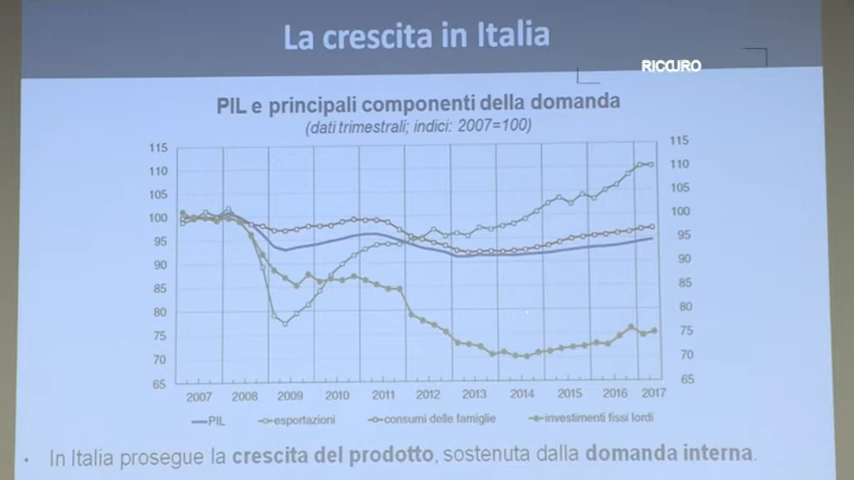 La crescita in Italia
PIL e principali componenti della domanda
(dati trimestrali; indici: 2007=100)
115 115
110 110
105 105
100 100
95 95
90 90
85 85
80 80
75 75
70 70
65 65
2007 2008 2009 2010 2011 2012 2013 2014 2015 2016 2017
PIL esportazioni consumi delle famiglie investimenti fissi lordi
• In Italia prosegue la crescita del prodotto, sostenuta dalla domanda interna.